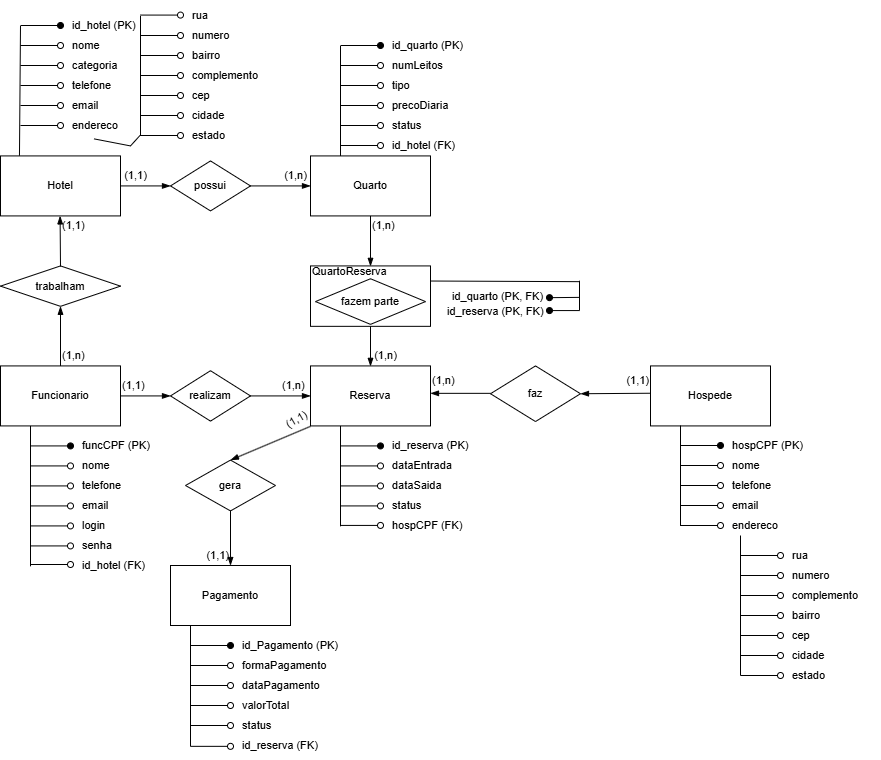 id_hotel (PK)
nome
categoria
telefone
email
endereco
rua
numero
bairro
complemento
cep
cidade
estado
id_quarto (PK)
numLeitos
tipo
precoDiaria
status
id_hotel (FK)
Hotel
(1,1)
possui
(1,n)
Quarto
(1,1)
(1,n)
trabalham
QuartoReserva
fazem parte
id_quarto (PK, FK)
id_reserva (PK, FK)
(1,n)
(1,n)
Funcionario
(1,1)
realizam
(1,n)
Reserva
(1,n)
faz
(1,1)
Hospede
(1,1)
gera
(1,1)
funcCPF (PK)
nome
telefone
email
login
senha
id_hotel (FK)
id_reserva (PK)
dataEntrada
dataSaida
status
hospCPF (FK)
hospCPF (PK)
nome
telefone
email
endereco
rua
numero
complemento
bairro
cep
cidade
estado
Pagamento
id_Pagamento (PK)
formaPagamento
dataPagamento
valorTotal
status
id_reserva (FK)